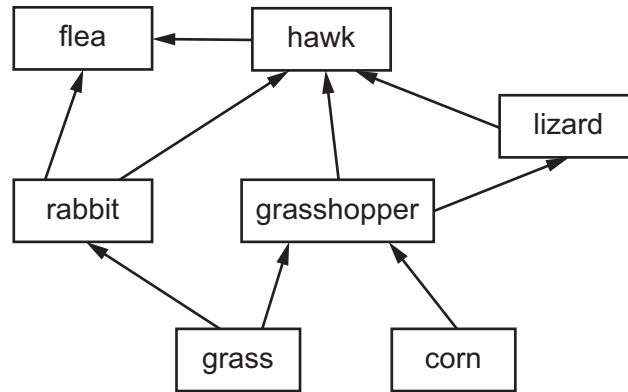 flea
hawk
lizard
rabbit
grasshopper
grass
corn